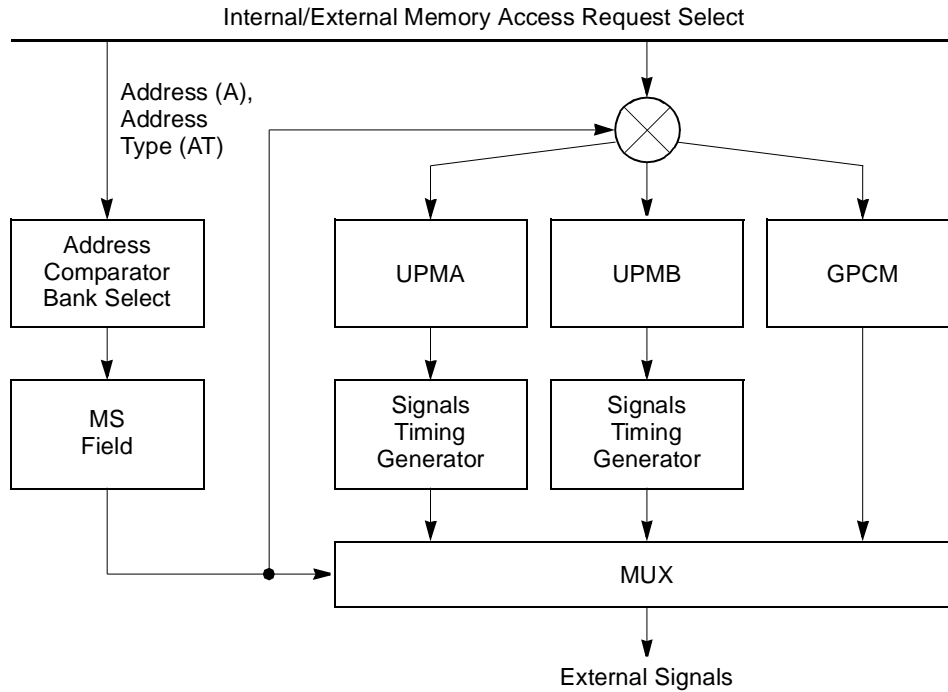 Internal/External Memory Access Request Select
Address (A),
Address
Type (AT)
Address
Comparator
Bank Select
UPMA
UPMB
GPCM
MS
Field
Signals
Timing
Generator
Signals
Timing
Generator
MUX
External Signals